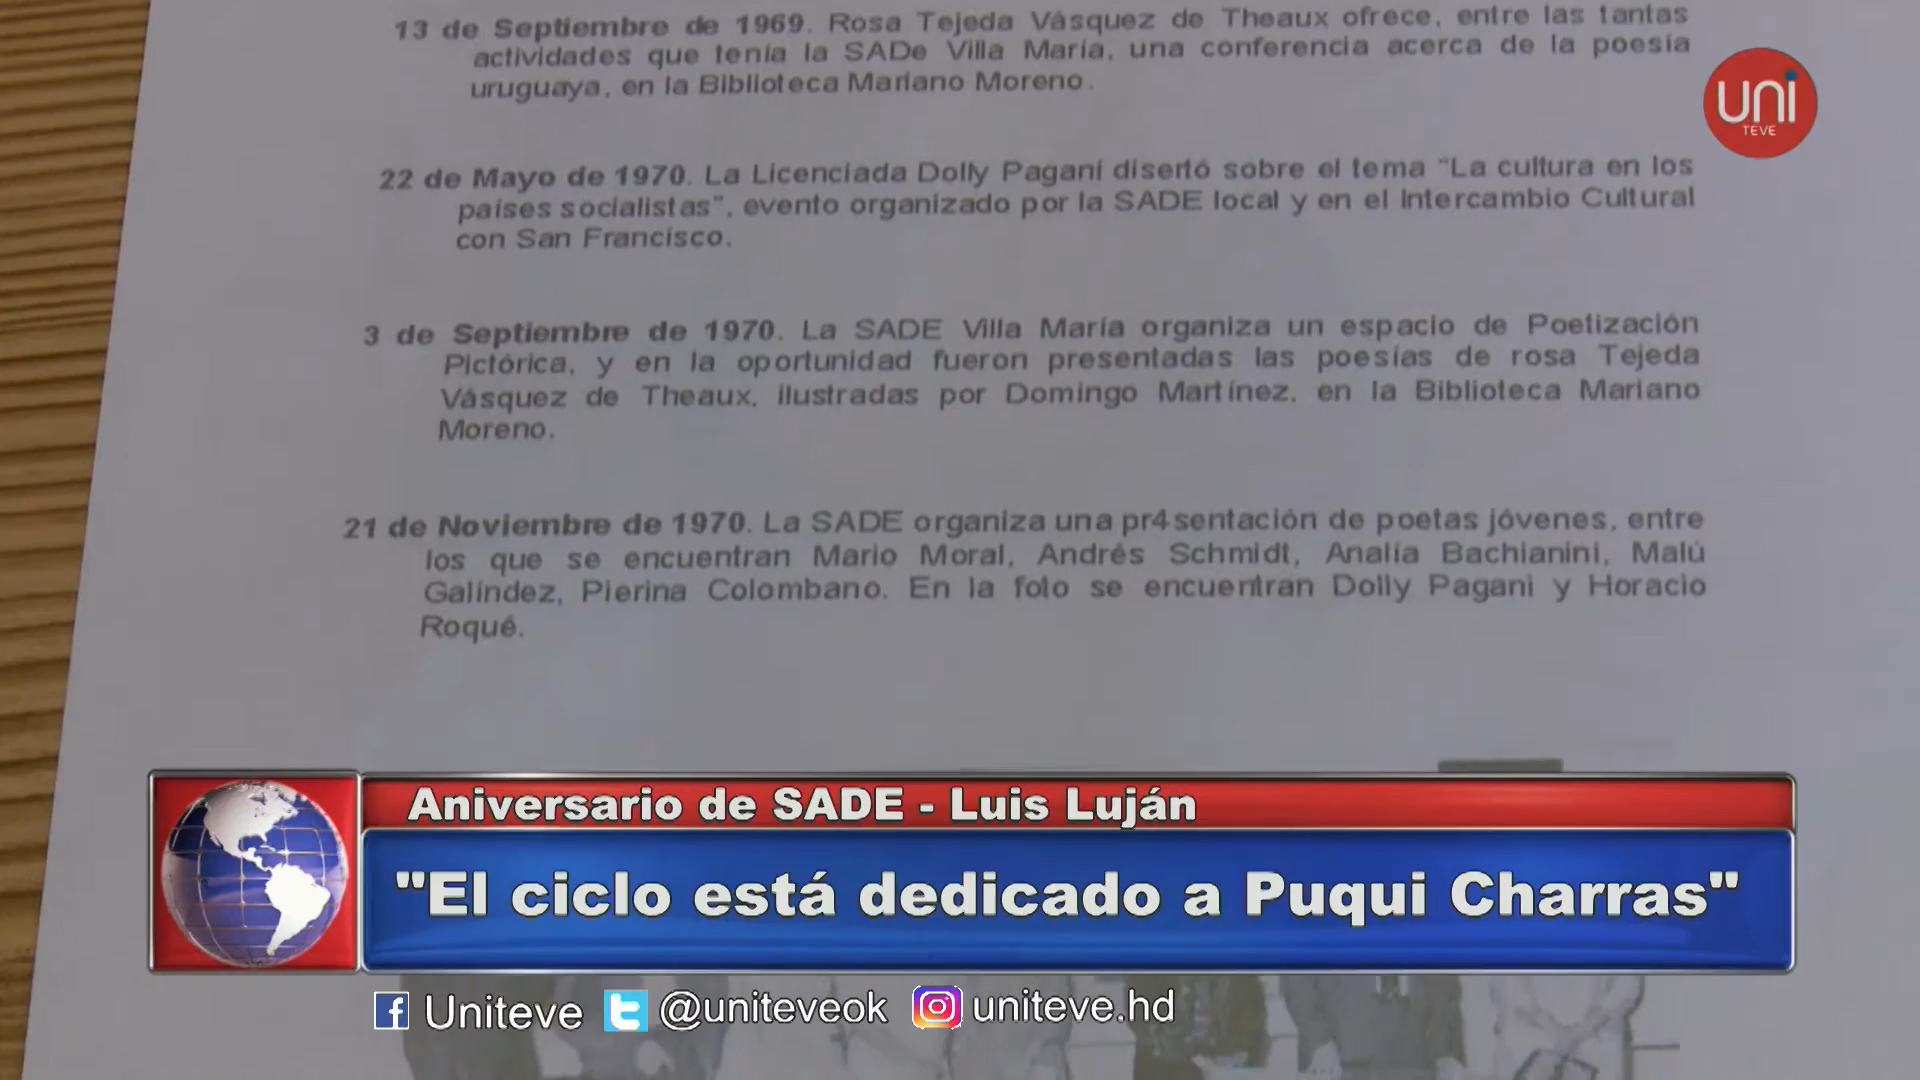 13 de Septiembre de 1969. Rosa Tejeda Vásquez de Theaux ofrece, entre las tantas
actividades que tenía la SADe Villa María, una conferencia acerca de la poesía
uruguaya, en la Biblioteca Mariano Moreno.
uni
TEVE
22 de Mayo de 1970. La Licenciada Dolly Pagani disertó sobre el tema “La cultura en los
países socialistas”, evento organizado por la SADE local y en el Intercambio Cultural
con San Francisco.
3 de Septiembre de 1970. La SADE Villa María organiza un espacio de Poetización
Pictórica, y en la oportunidad fueron presentadas las poesías de rosa Tejeda
Vásquez de Theaux, ilustradas por Domingo Martínez, en la Biblioteca Mariano
Moreno.
21 de Noviembre de 1970. La SADE organiza una pr4sentación de poetas jóvenes, entre
los que se encuentran Mario Moral, Andrés Schmidt, Analía Bachianini, Malú
Galíndez, Pierina Colombano. En la foto se encuentran Dolly Pagani y Horacio
Roqué.
Aniversario de SADE - Luis Luján
"El ciclo está dedicado a Puqui Charras"
Uniteve @uniteveok uniteve.hd